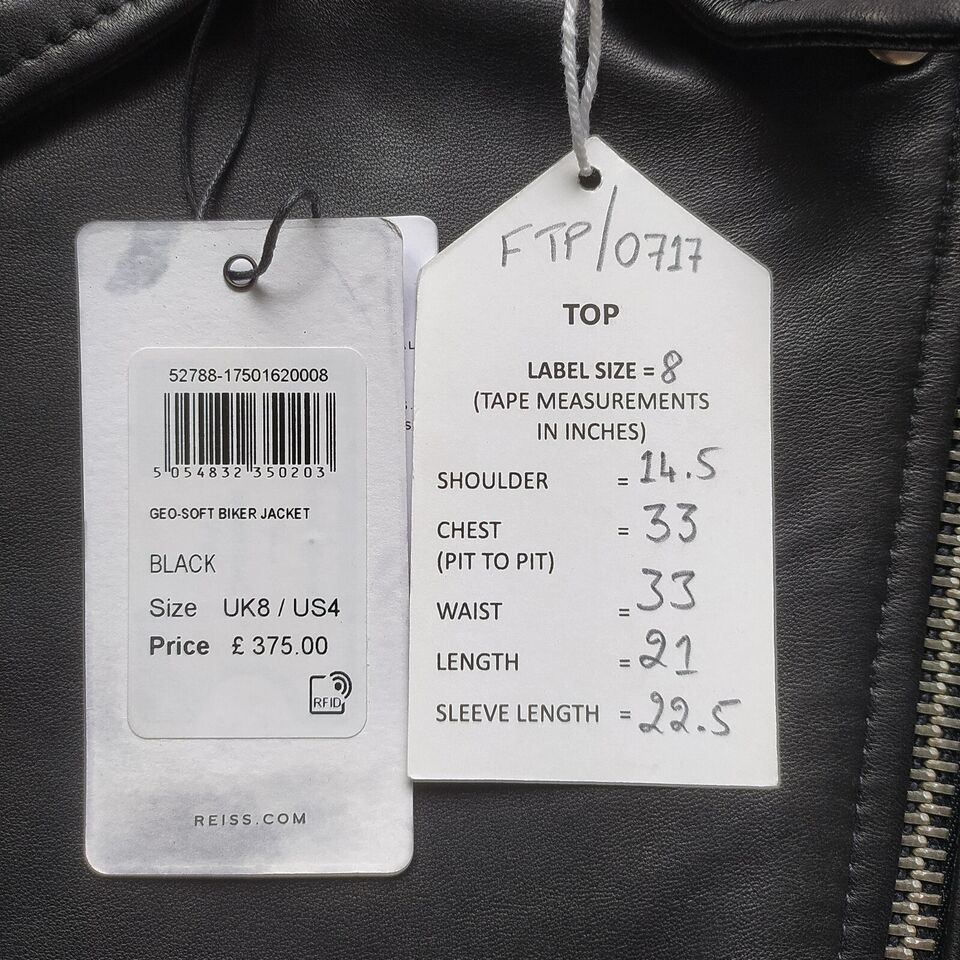 52788-17501620008
5 054832 350203
GEO-SOFT BIKER JACKET
BLACK
Size UK8 / US4
Price £ 375.00
RFID
REISS.COM
FTP/0717
TOP
LABEL SIZE = 8
(TAPE MEASUREMENTS
IN INCHES)
SHOULDER = 14.5
CHEST = 33
(PIT TO PIT)
WAIST = 33
LENGTH = 21
SLEEVE LENGTH = 22.5